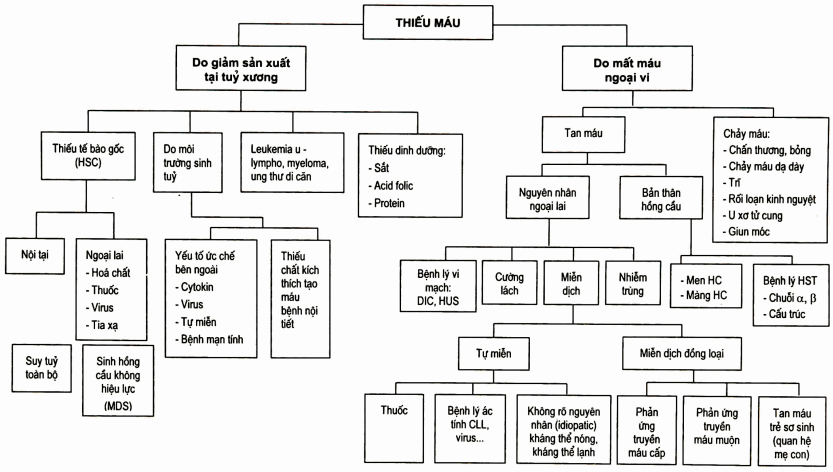 THIẾU MÁU
Do giảm sản xuất
tại tuỷ xương
Do mất máu
ngoại vi
Thiếu tế bào gốc
(HSC)
Do môi
trường sinh
tuỷ
Leukemia u -
lympho, myeloma,
ung thư di căn
Thiếu dinh dưỡng:
- Sắt
- Acid folic
- Protein
Tan máu
Chảy máu:
- Chấn thương, bỏng
- Chảy máu dạ dày
- Trĩ
- Rối loạn kinh nguyệt
- U xơ tử cung
- Giun móc
Nguyên nhân
ngoại lai
Bản thân
hồng cầu
Nội tại
Ngoại lai
- Hoá chất
- Thuốc
- Virus
- Tia xạ
Yếu tố ức chế
bên ngoài
- Cytokin
- Virus
- Tự miễn
- Bệnh mạn tính
Thiếu
chất kích
thích tạo
máu
bệnh nội
tiết
Bệnh lý vi
mạch:
DIC, HUS
Cường
lách
Miễn
dịch
Nhiễm
trùng
- Men HC
- Màng HC
Bệnh lý HST
- Chuỗi α, β
- Cấu trúc
Suy tuỷ
toàn bộ
Sinh hồng
cầu không
hiệu lực
(MDS)
Tự miễn
Miễn dịch đồng loại
Thuốc
Bệnh lý ác
tính CLL,
virus...
Không rõ nguyên
nhân (idiopatic)
kháng thể nóng,
kháng thể lạnh
Phản
ứng
truyền
máu cấp
Phản ứng
truyền
máu muộn
Tan máu
trẻ sơ sinh
(quan hệ
mẹ con)